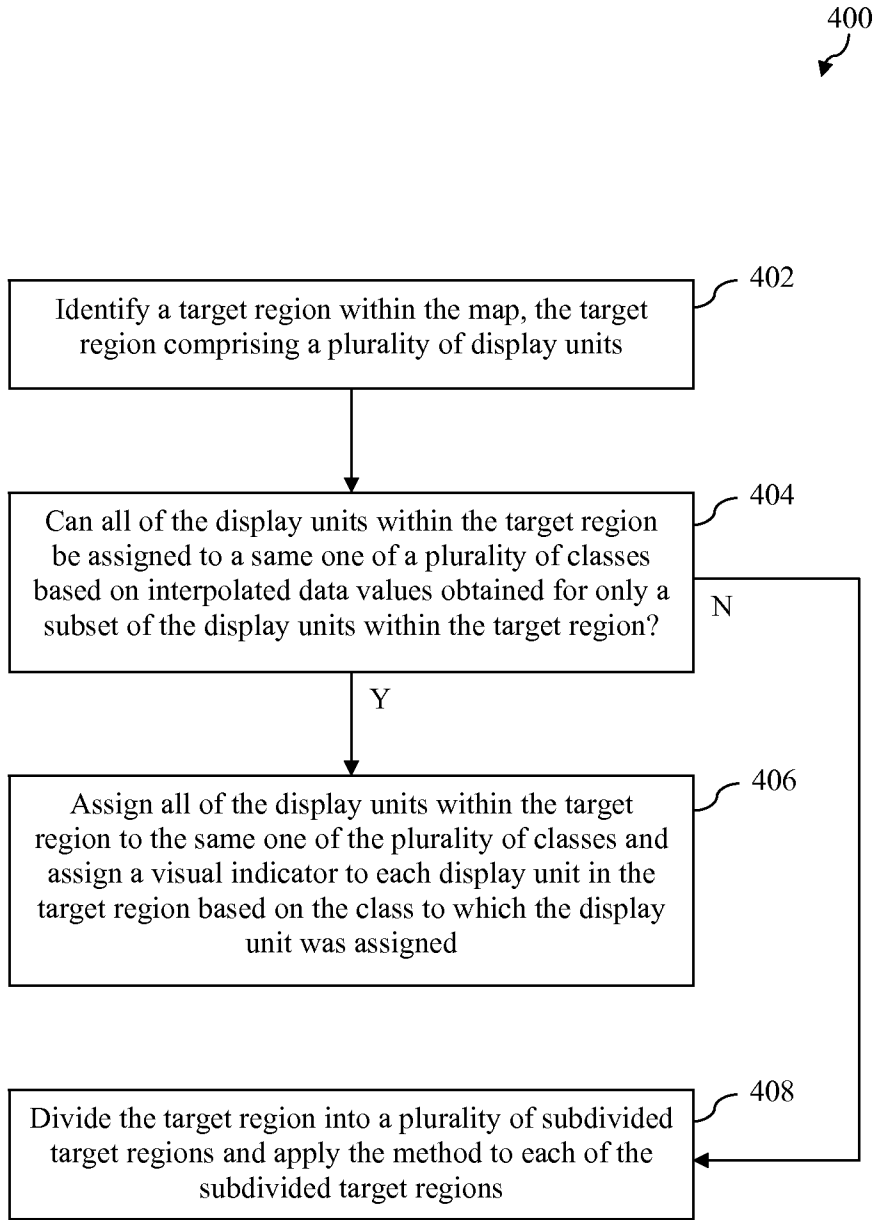 400
402
Identify a target region within the map, the target
region comprising a plurality of display units
404
Can all of the display units within the target region
be assigned to a same one of a plurality of classes
based on interpolated data values obtained for only a
subset of the display units within the target region?
N
Y
406
Assign all of the display units within the target
region to the same one of the plurality of classes and
assign a visual indicator to each display unit in the
target region based on the class to which the display
unit was assigned
408
Divide the target region into a plurality of subdivided
target regions and apply the method to each of the
subdivided target regions